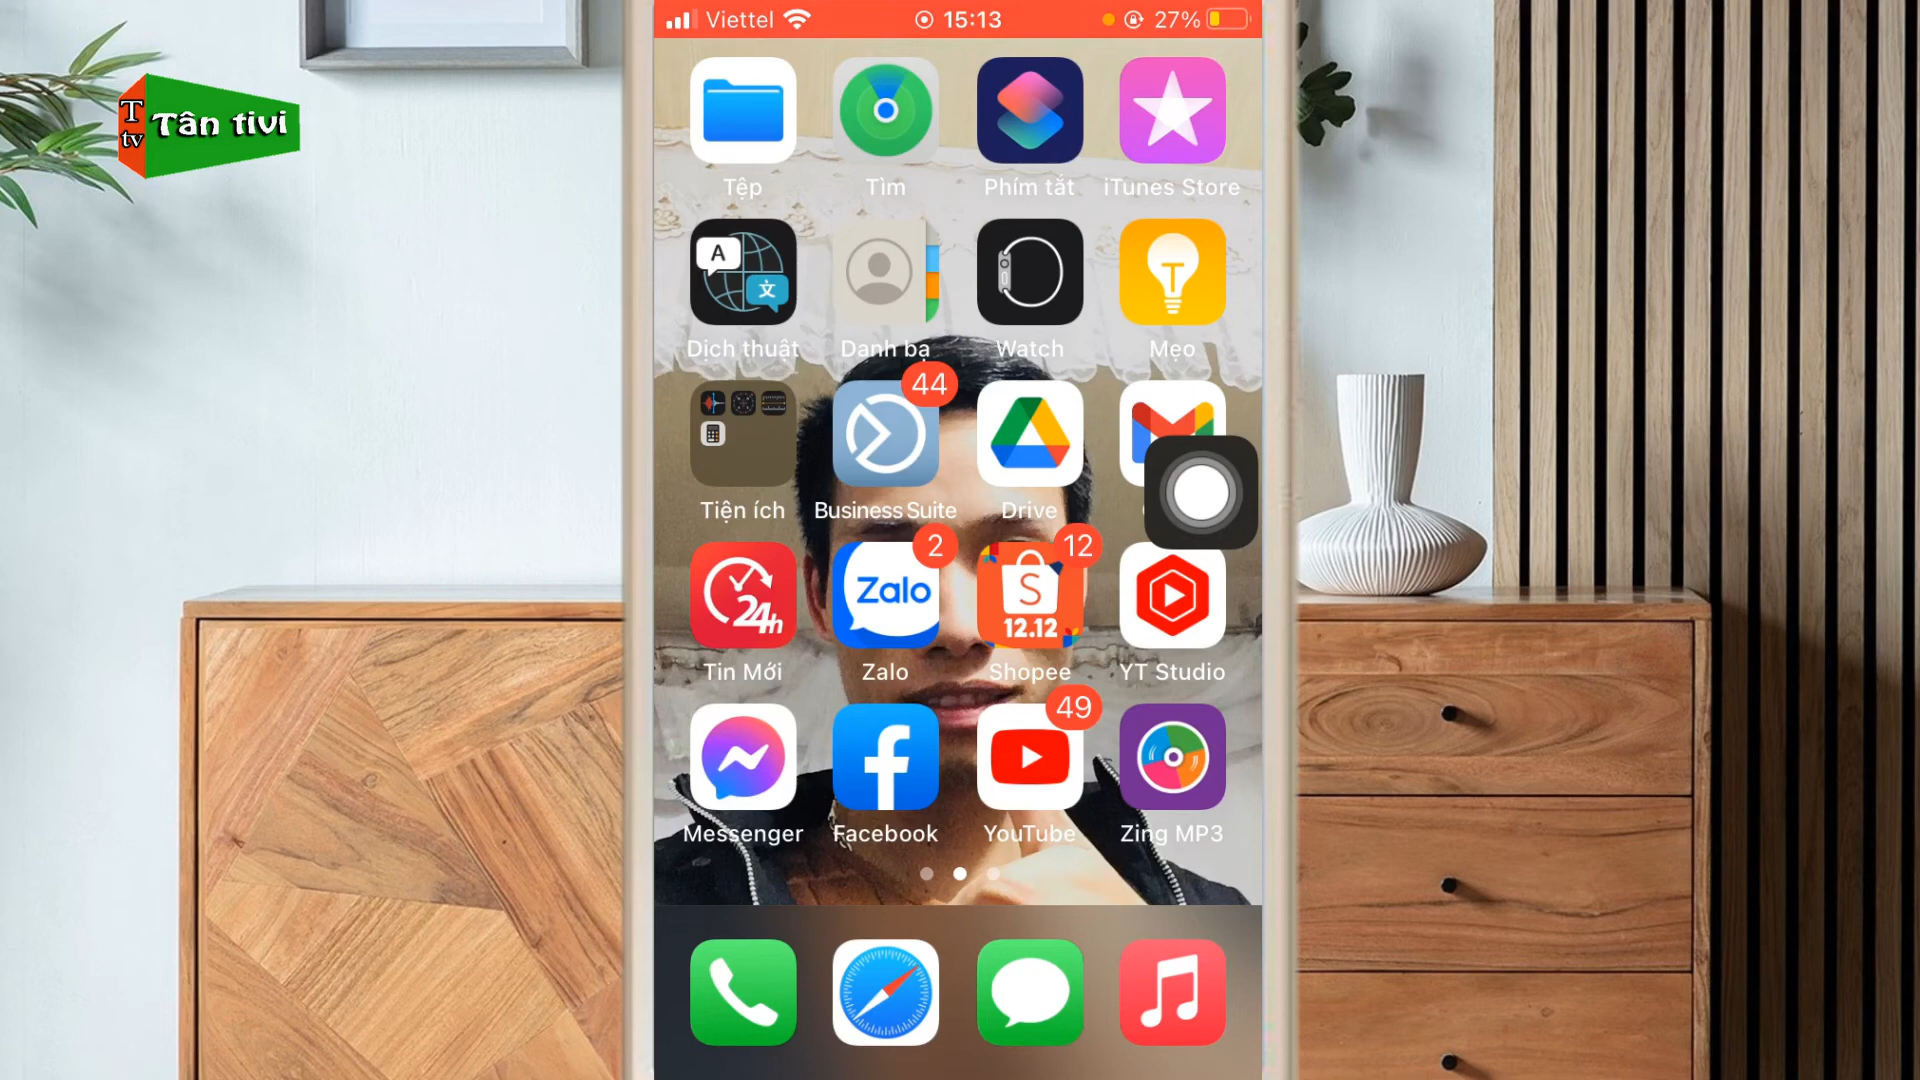 Viettel 15:13 27%
T
tv
Tân tivi
Tệp Tìm Phím tắt iTunes Store
A
文
T
Dịch thuật Danh bạ Watch Mẹo
44
Tiện ích Business Suite Drive
2 12
24h Zalo S
12.12
Tin Mới Zalo Shopee YT Studio
49
Messenger Facebook YouTube Zing MP3